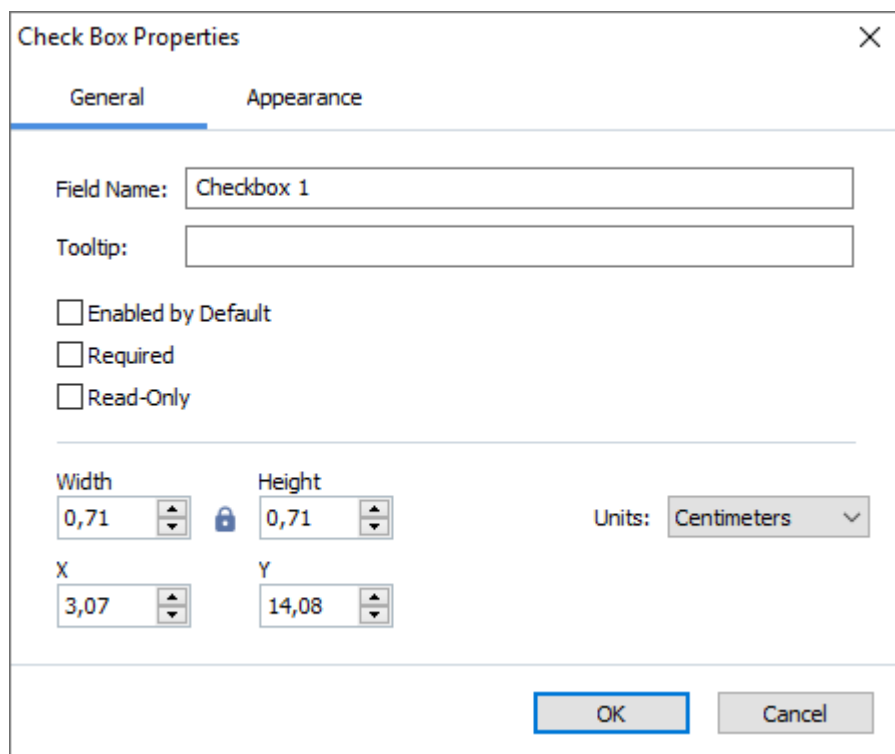 Check Box Properties
General Appearance
Field Name: Checkbox 1
Tooltip:
Enabled by Default
Required
Read-Only
Width Height
0,71 0,71 Units: Centimeters
X Y
3,07 14,08
OK Cancel